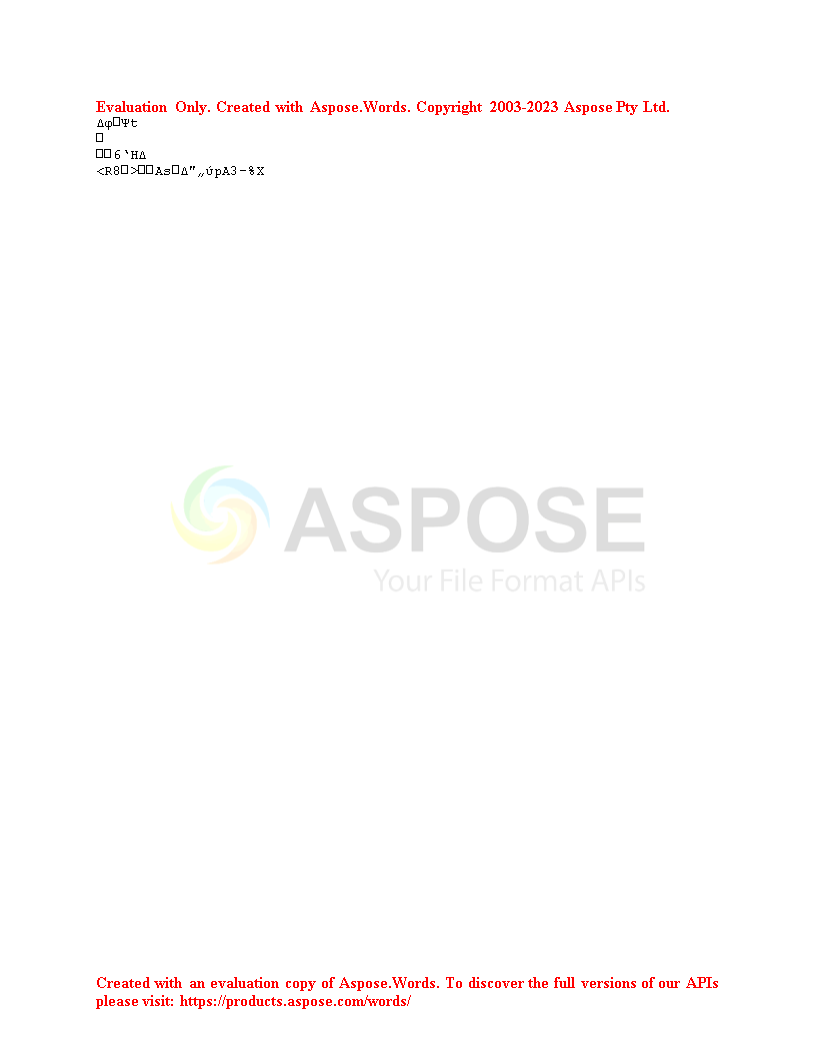 Evaluation Only. Created with Aspose.Words. Copyright 2003-2023 Aspose Pty Ltd.
Δφ□Ψt
□
□□6‛HΔ
<R8□>□□As□Δ"„ύpA3-%X
ASPOSE
Your File Format APIs
Created with an evaluation copy of Aspose.Words. To discover the full versions of our APIs
please visit: https://products.aspose.com/words/